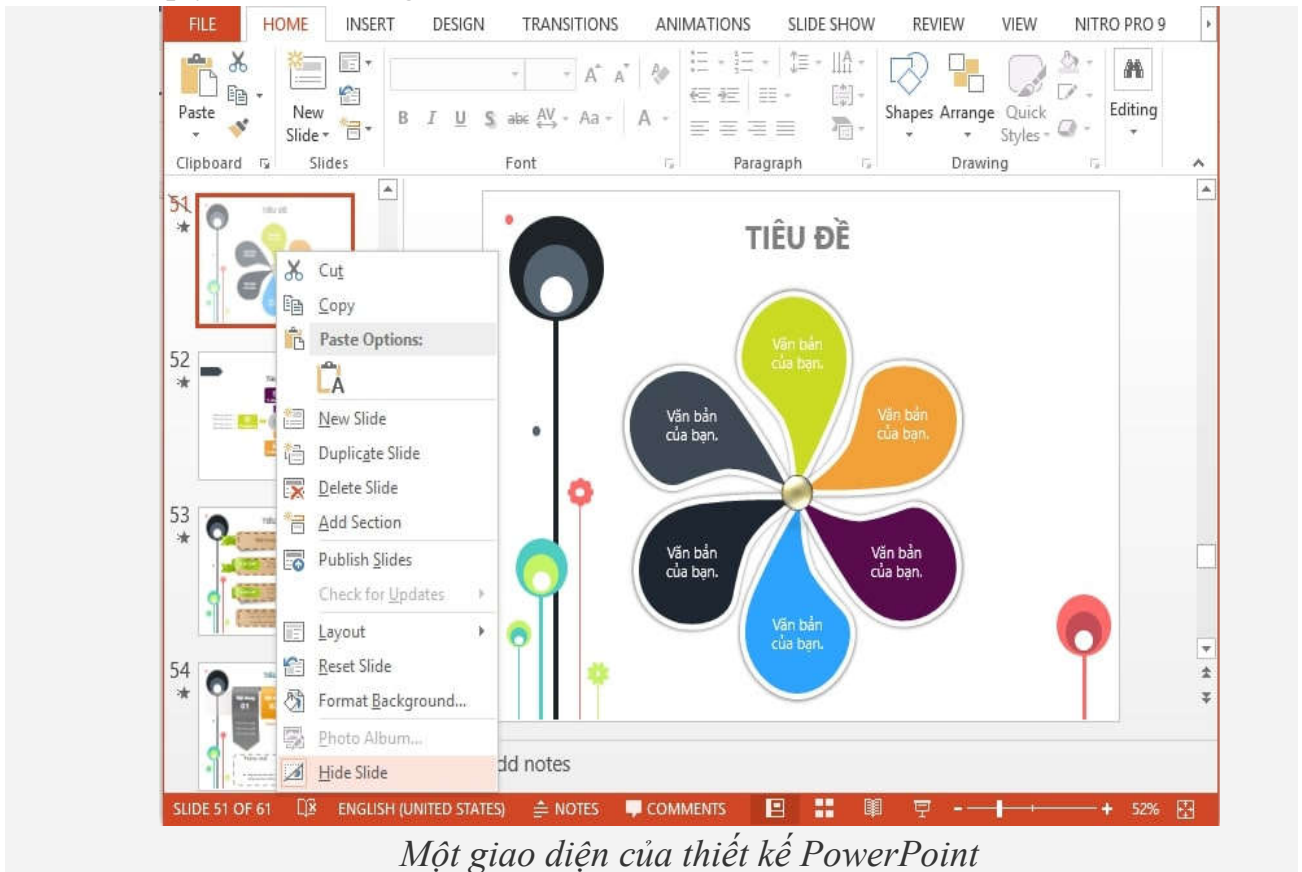 FILE HOME INSERT DESIGN TRANSITIONS ANIMATIONS SLIDE SHOW REVIEW VIEW NITRO PRO 9
Paste
New
Slide
B I U S abc AV Aa A
Shapes Arrange Quick
Styles
Editing
Clipboard Slides Font Paragraph Drawing
51
52
53
54
Cut
Copy
Paste Options:
A
New Slide
Duplicate Slide
Delete Slide
Add Section
Publish Slides
Check for Updates
Layout
Reset Slide
Format Background...
Photo Album...
Hide Slide
TIÊU ĐỀ
Văn bản
của bạn.
Văn bản
của bạn.
Văn bản
của bạn.
Văn bản
của bạn.
Văn bản
của bạn.
Văn bản
của bạn.
dd notes
SLIDE 51 OF 61 ENGLISH (UNITED STATES) NOTES COMMENTS 52%
Một giao diện của thiết kế PowerPoint